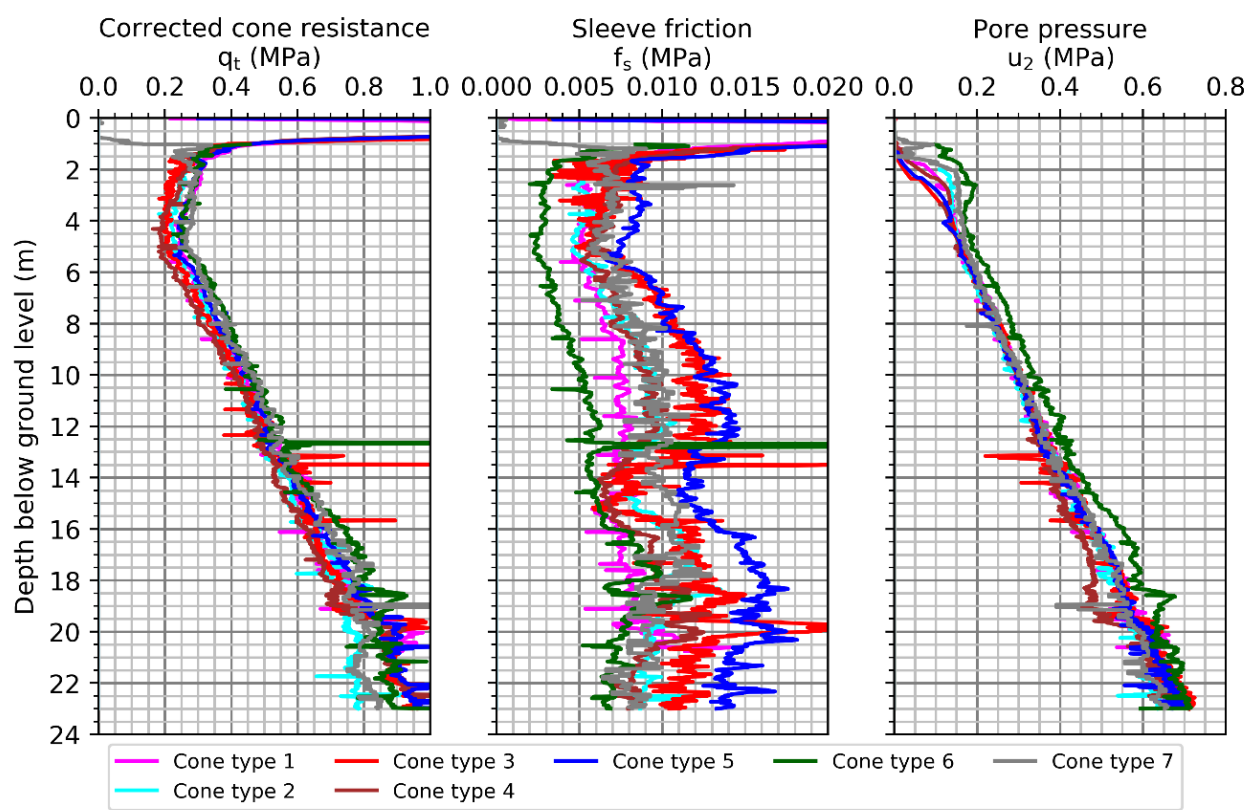 Corrected cone resistance
qt (MPa)
Sleeve friction
fs (MPa)
Pore pressure
u2 (MPa)
0.0 0.2 0.4 0.6 0.8 1.0
0.000 0.005 0.010 0.015 0.020
0.0 0.2 0.4 0.6 0.8
Depth below ground level (m)
0
2
4
6
8
10
12
14
16
18
20
22
24
Cone type 1 Cone type 3 Cone type 5 Cone type 6 Cone type 7
Cone type 2 Cone type 4